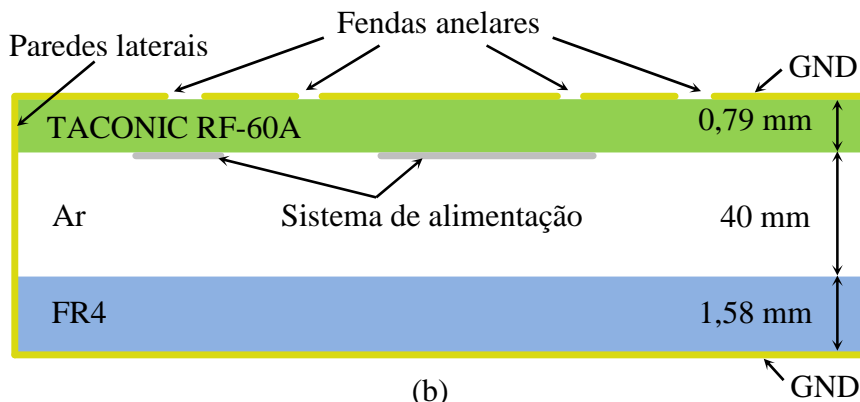 Fendas anelares
Paredes laterais
GND
TACONIC RF-60A
0,79 mm
Ar
Sistema de alimentação
40 mm
FR4
1,58 mm
(b)
GND